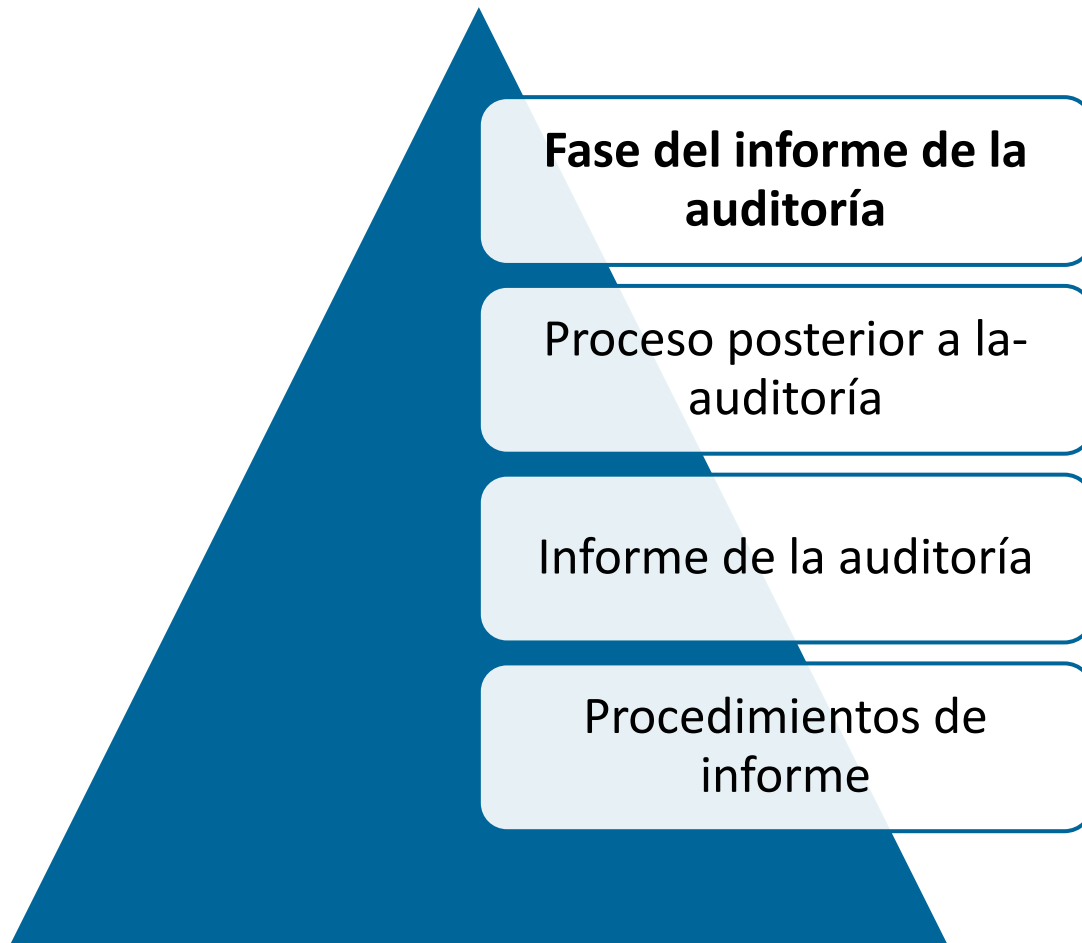 Fase del informe de la
auditoría
Proceso posterior a la-
auditoría
Informe de la auditoría
Procedimientos de
informe